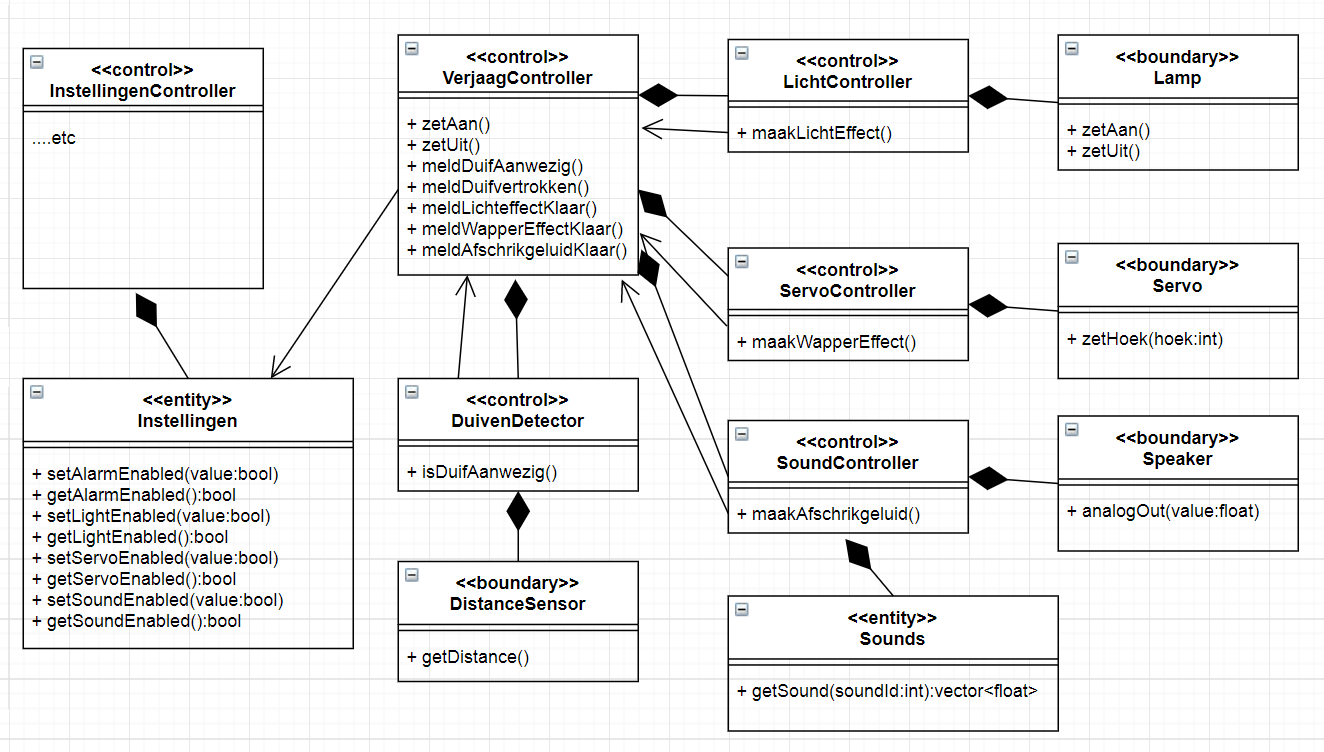 <<control>>
InstellingenController
....etc
<<control>>
VerjaagController
+ zetAan()
+ zetUit()
+ meldDuifAanwezig()
+ meldDuifvertrokken()
+ meldLichteffectKlaar()
+ meldWapperEffectKlaar()
+ meldAfschrikgeluidKlaar()
<<control>>
LichtController
+ maakLichtEffect()
<<boundary>>
Lamp
+ zetAan()
+ zetUit()
<<control>>
ServoController
+ maakWapperEffect()
<<boundary>>
Servo
+ zetHoek(hoek:int)
<<entity>>
Instellingen
+ setAlarmEnabled(value:bool)
+ getAlarmEnabled():bool
+ setLightEnabled(value:bool)
+ getLightEnabled():bool
+ setServoEnabled(value:bool)
+ getServoEnabled():bool
+ setSoundEnabled(value:bool)
+ getSoundEnabled():bool
<<control>>
DuivenDetector
+ isDuifAanwezig()
<<control>>
SoundController
+ maakAfschrikgeluid()
<<boundary>>
Speaker
+ analogOut(value:float)
<<boundary>>
DistanceSensor
+ getDistance()
<<entity>>
Sounds
+ getSound(soundId:int):vector<float>